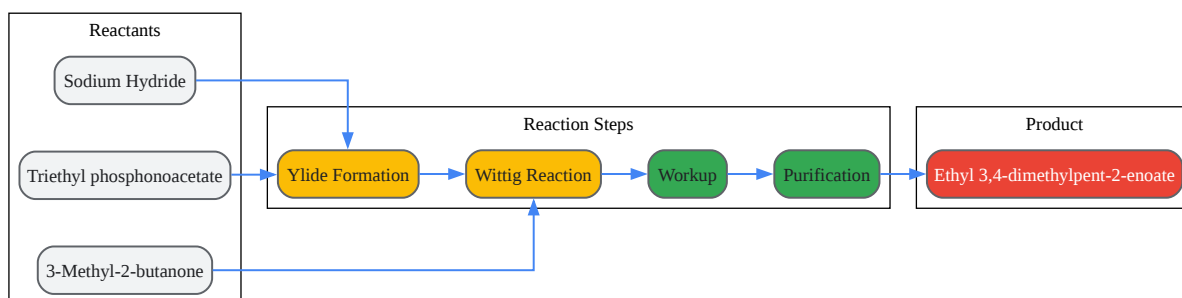 Reactants
Sodium Hydride
Triethyl phosphonoacetate
3-Methyl-2-butanone
Reaction Steps
Ylide Formation
Wittig Reaction
Workup
Purification
Product
Ethyl 3,4-dimethylpent-2-enoate